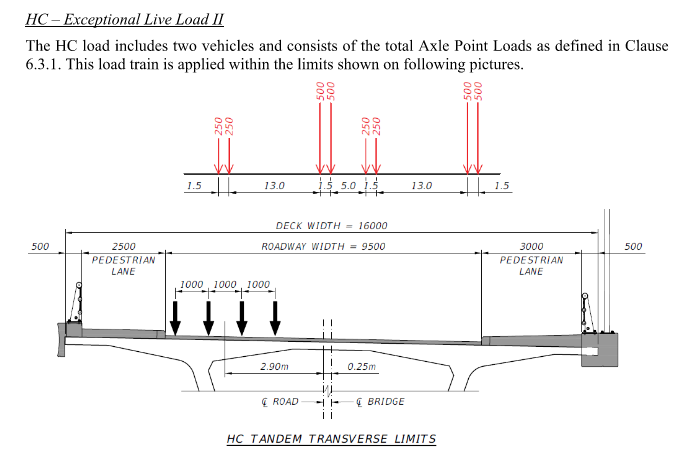 HC – Exceptional Live Load II
The HC load includes two vehicles and consists of the total Axle Point Loads as defined in Clause
6.3.1. This load train is applied within the limits shown on following pictures.
250 250 500 500 250 250 500 500
1.5 13.0 1.5 5.0 1.5 13.0 1.5
DECK WIDTH = 16000
500 2500 ROADWAY WIDTH = 9500 3000 500
PEDESTRIAN PEDESTRIAN
LANE LANE
1000 1000 1000
2.90m 0.25m
℄ ROAD ℄ BRIDGE
HC TANDEM TRANSVERSE LIMITS